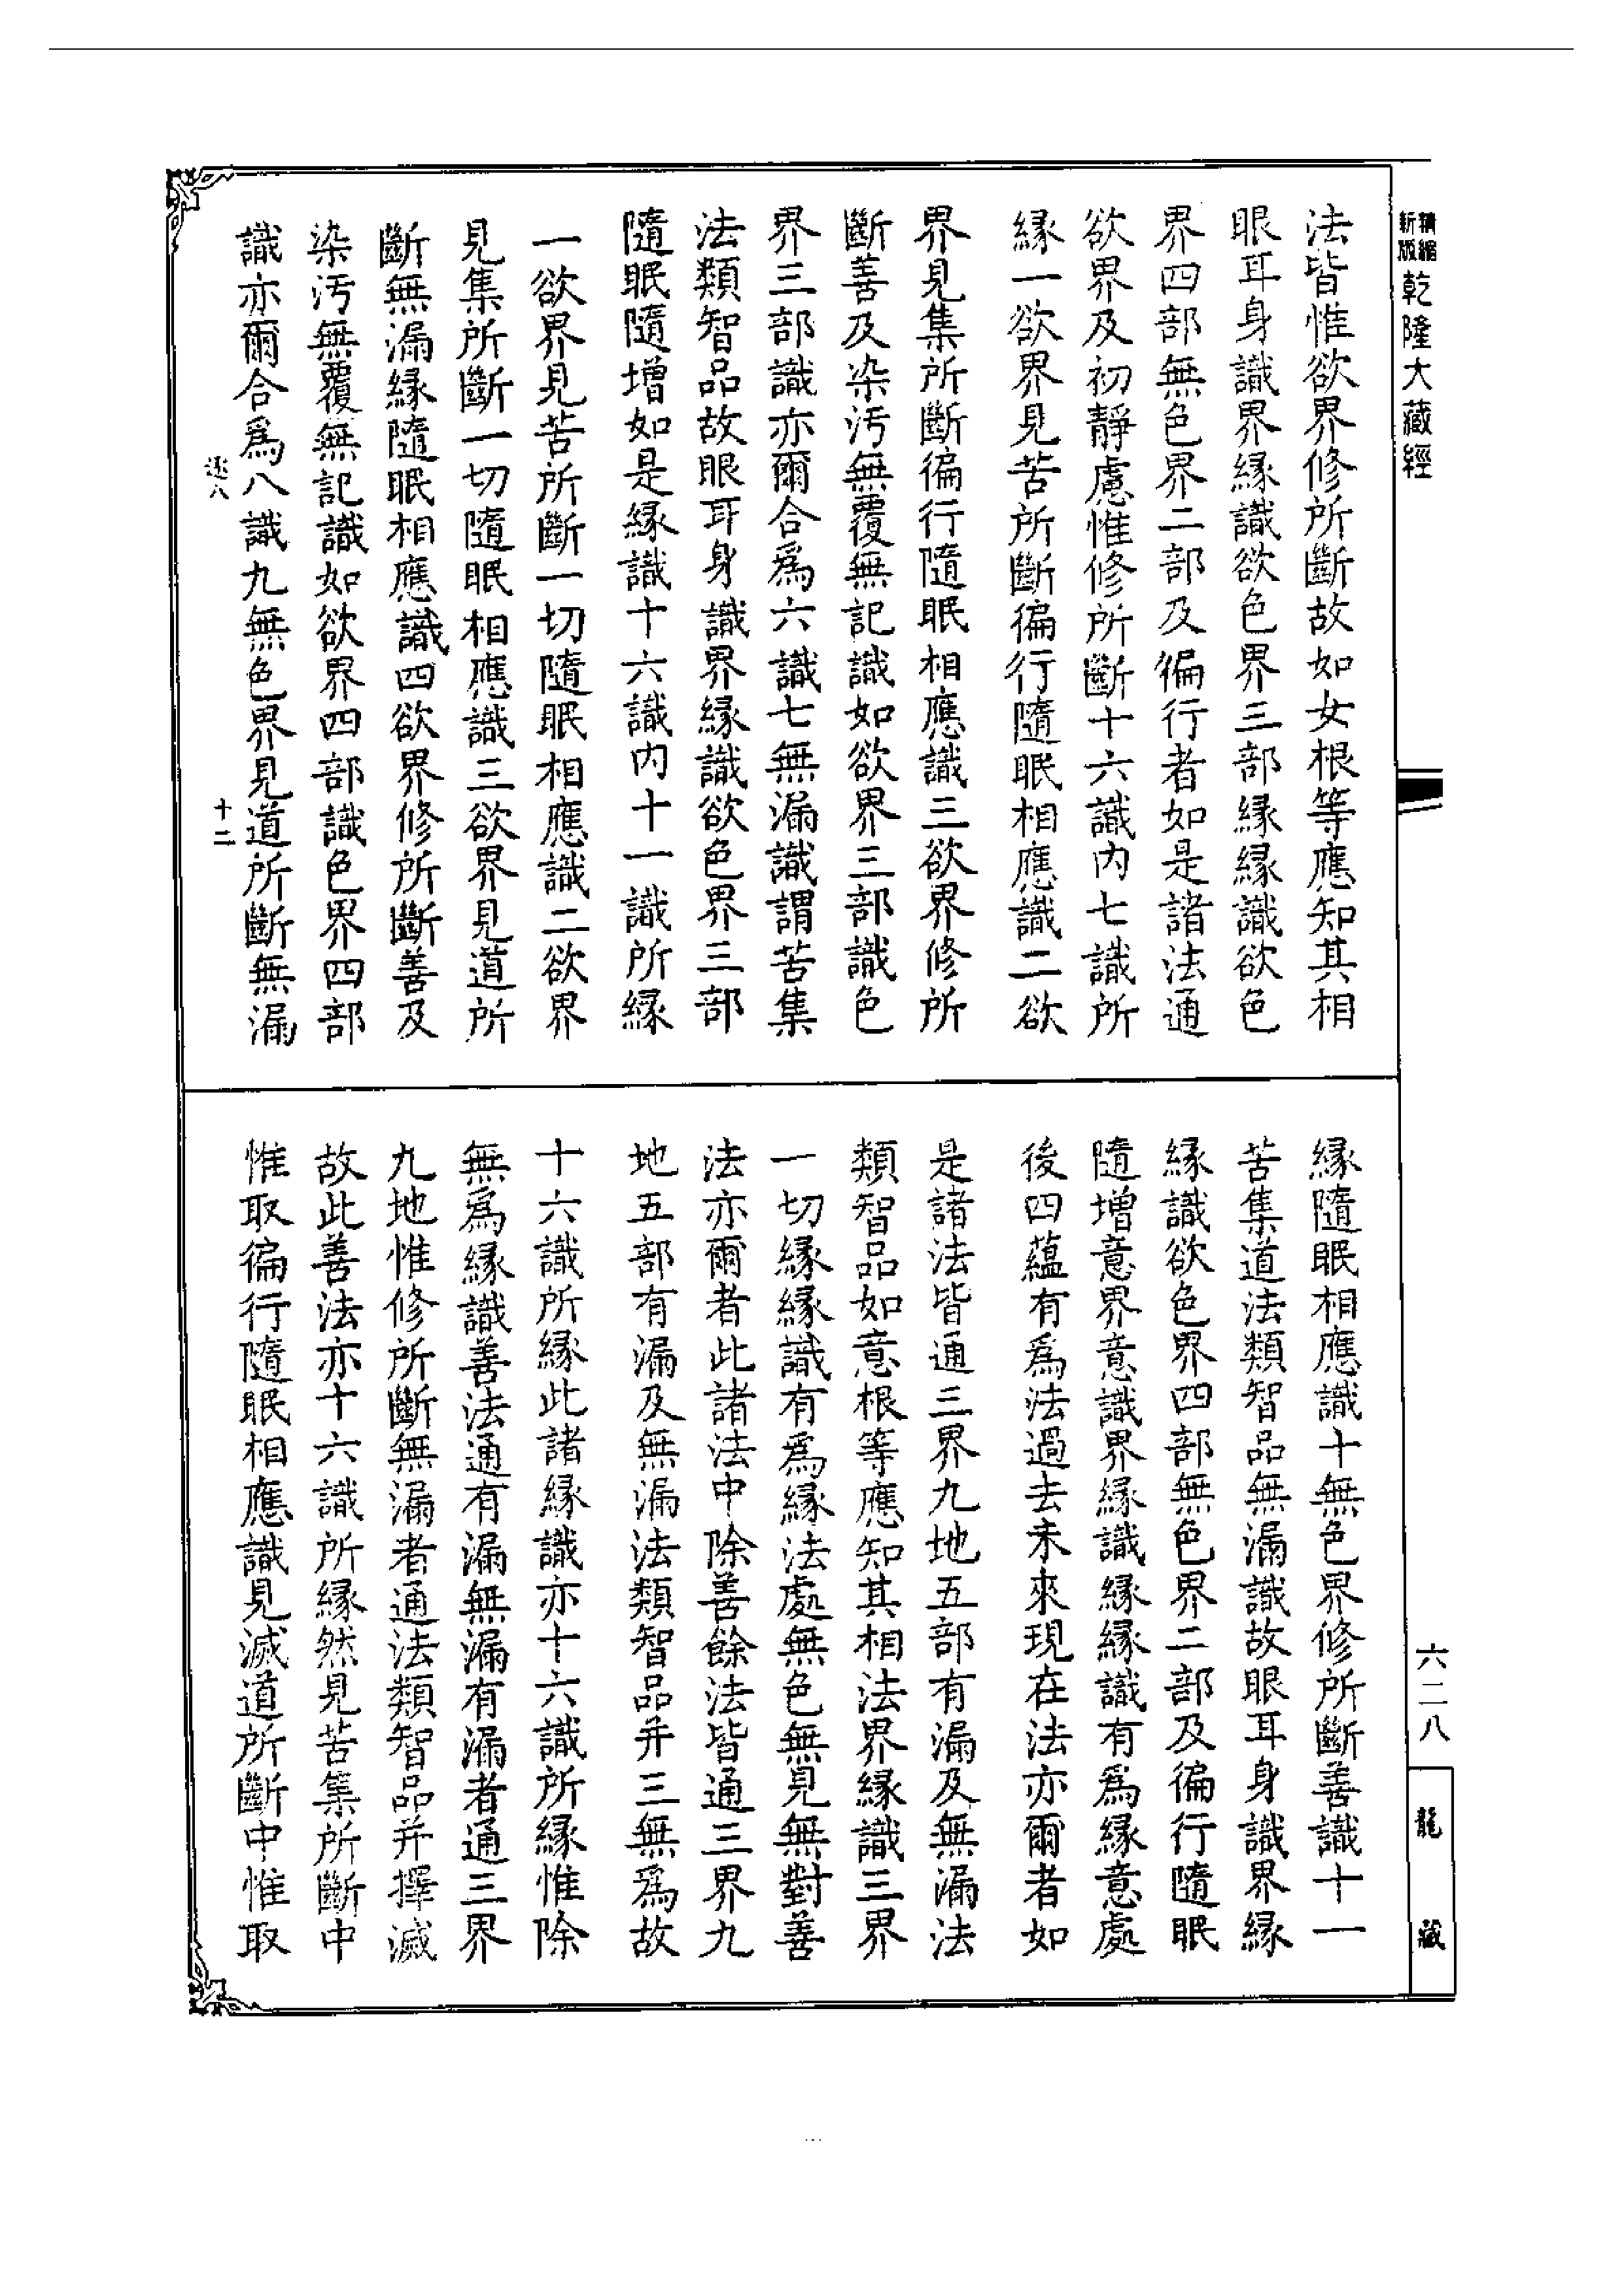 精縮新版乾隆大藏經
法皆惟欲界修所斷故如女根等應知其相
眼耳身識界緣識欲色界三部緣緣識欲色
界四部無色界二部及徧行者如是諸法通
欲界及初靜慮惟修所斷十六識內七識所
緣一欲界見苦所斷徧行隨眠相應識二欲
界見集所斷徧行隨眠相應識三欲界修所
斷善及染汚無覆無記識如欲界三部識色
界三部識亦爾合爲六識七無漏識謂苦集
法類智品故眼耳身識界緣識欲色界三部
隨眠隨增如是緣識十六識內十一識所緣
一欲界見苦所斷一切隨眠相應識二欲界
見集所斷一切隨眠相應識三欲界見道所
斷無漏緣隨眠相應識四欲界修所斷善及
染汚無覆無記識如欲界四部識色界四部
識亦爾合爲八識九無色界見道所斷無漏
十二
緣隨眠相應識十無色界修所斷善識十一
苦集道法類智品無漏識故眼耳身識界緣
緣識欲色界四部無色界二部及徧行隨眠
隨增意界意識界緣識緣緣識有爲緣意處
後四蘊有爲法過去未來現在法亦爾者如
是諸法皆通三界九地五部有漏及無漏法
類智品如意根等應知其相法界緣識三界
一切緣緣識有爲緣法處無色無見無對善
法亦爾者此諸法中除善餘法皆通三界九
地五部有漏及無漏法類智品并三無爲故
十六識所緣此諸緣識亦十六識所緣惟除
無爲緣識善法通有漏無漏有漏者通三界
九地惟修所斷無漏者通法類智品并擇滅
故此善法亦十六識所緣然見苦集所斷中
惟取徧行隨眠相應識見滅道所斷中惟取
六二八
龍藏